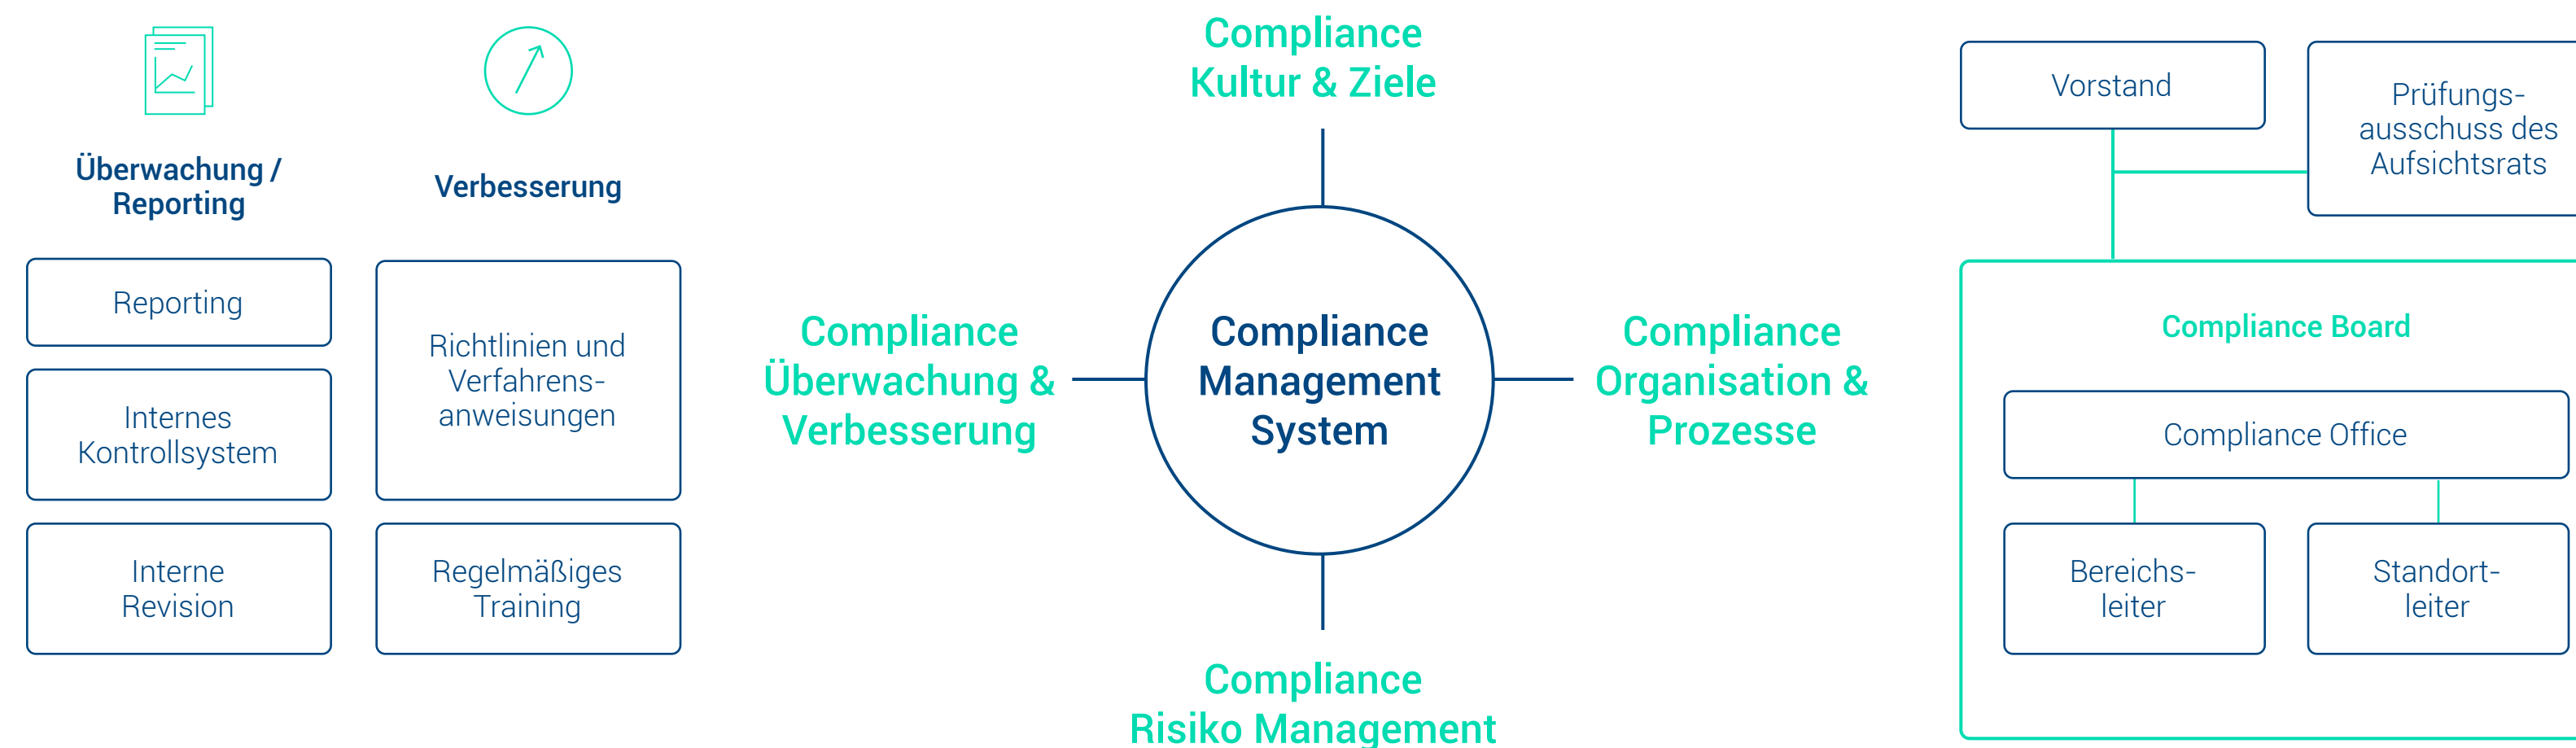 Überwachung /
Reporting
Reporting
Internes
Kontrollsystem
Interne
Revision
Verbesserung
Richtlinien und
Verfahrens-
anweisungen
Regelmäßiges
Training
Compliance
Kultur & Ziele
Compliance
Überwachung &
Verbesserung
Compliance
Management
System
Compliance
Organisation &
Prozesse
Compliance
Risiko Management
Vorstand
Prüfungs-
ausschuss des
Aufsichtsrats
Compliance Board
Compliance Office
Bereichs-
leiter
Standort-
leiter